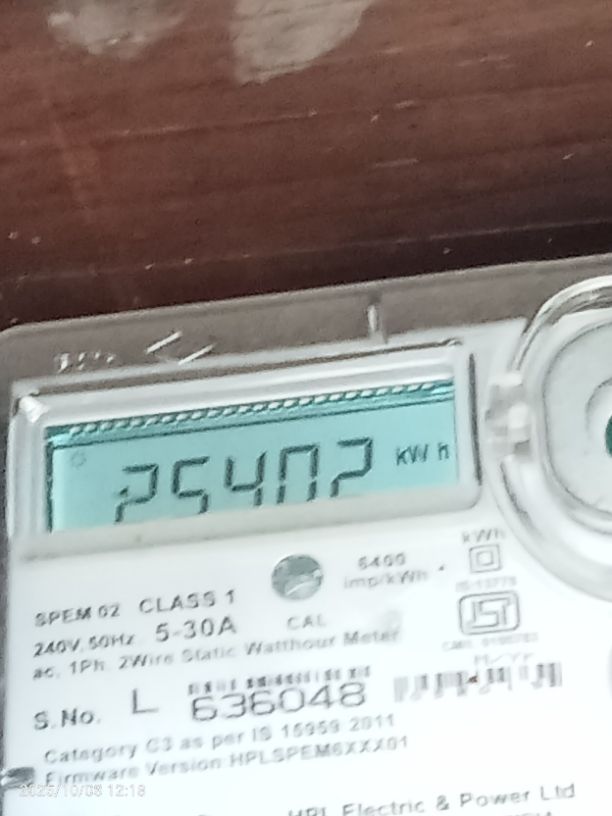 kWh
SPEM 02 CLASS 1
6400
imp/kWh
kWh
240V, 50Hz 5-30A
CAL
ac. 1Ph. 2Wire Static Watthour Meter
S.No. L 636048
Category C3 as per IS 15959 2011
Firmware Version:HPLSPEM6XXX01
2025/10/08 12:18
HPL Electric & Power Ltd